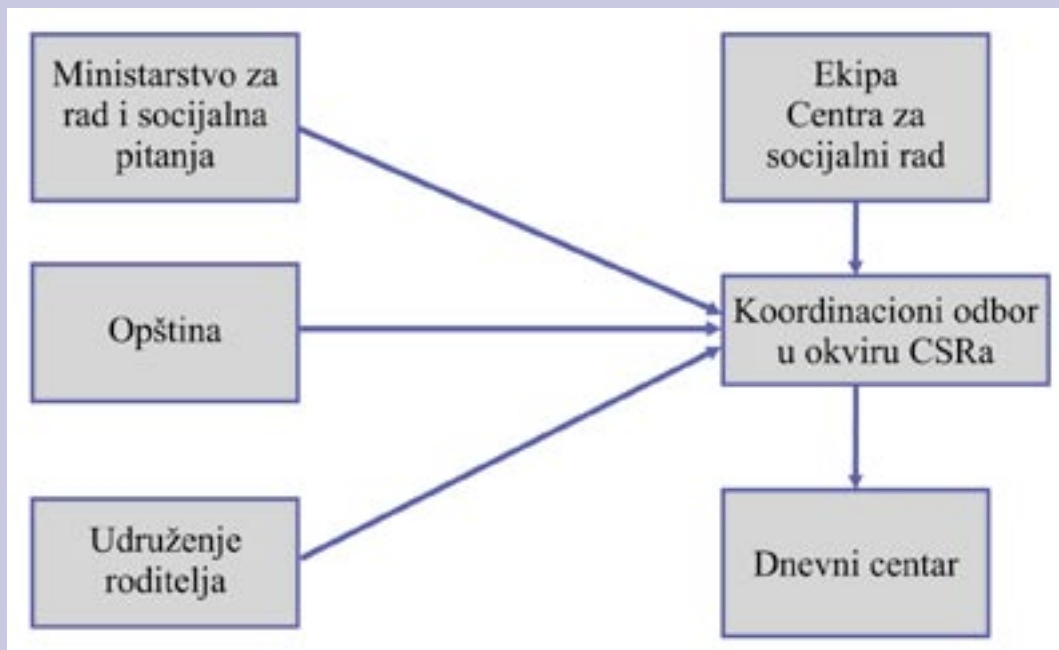 Ministarstvo za
rad i socijalna
pitanja
Ekipa
Centra za
socijalni rad
Opština
Koordinacioni odbor
u okviru CSRa
Udruženje
roditelja
Dnevni centar